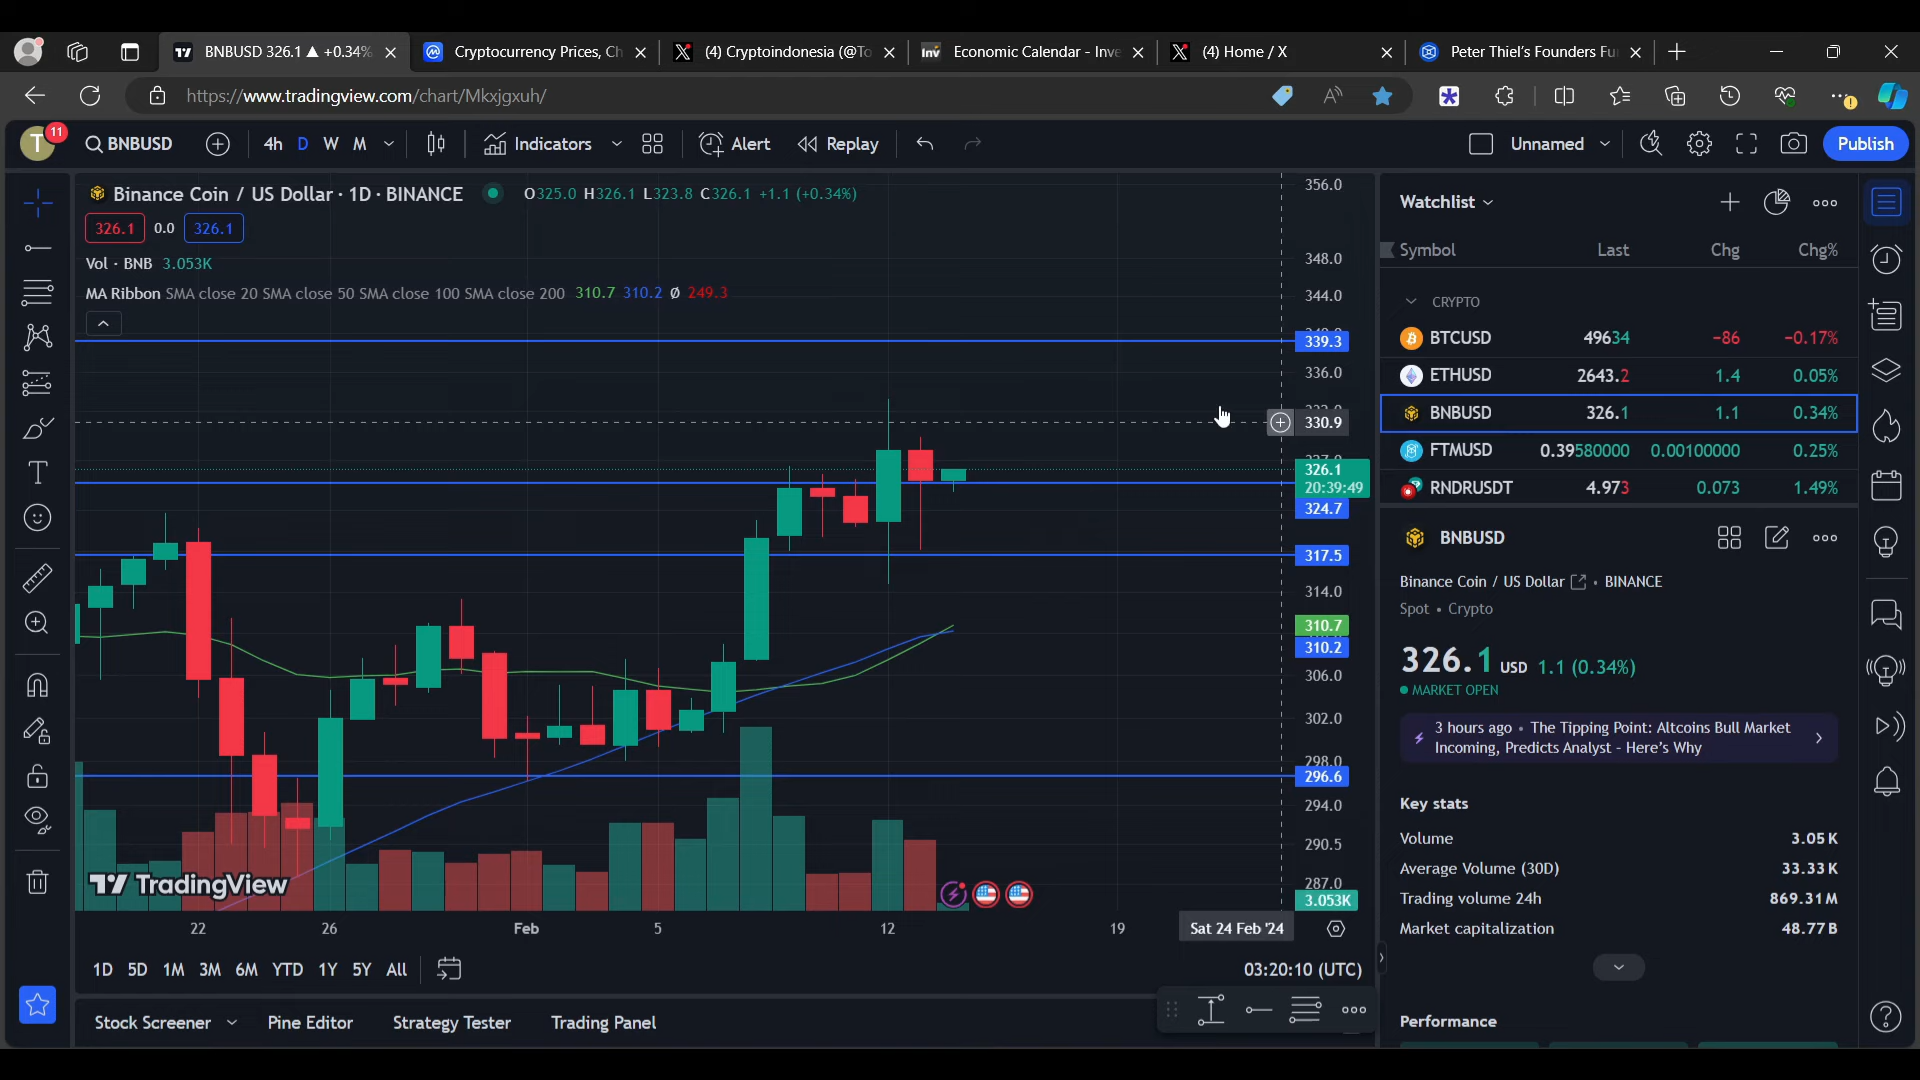 BNBUSD 326.1 ▲ +0.34%
Cryptocurrency Prices, Ch
(4) Cryptoindonesia (@To
Inv Economic Calendar - Inve
(4) Home / X
Peter Thiel's Founders Fu
https://www.tradingview.com/chart/Mkxjgxuh/
T 11 BNBUSD 4h D W M Indicators Alert Replay Unnamed Publish
Binance Coin / US Dollar · 1D · BINANCE O325.0 H326.1 L323.8 C326.1 +1.1 (+0.34%)
326.1 0.0 326.1
Vol · BNB 3.053K
MA Ribbon SMA close 20 SMA close 50 SMA close 100 SMA close 200 310.7 310.2 Ø 249.3
356.0
348.0
344.0
339.3
336.0
330.9
326.1
20:39:49
324.7
317.5
314.0
310.7
310.2
306.0
302.0
298.0
296.6
294.0
290.5
287.0
3.053K
TradingView
22 26 Feb 5 12 19 Sat 24 Feb '24
1D 5D 1M 3M 6M YTD 1Y 5Y All 03:20:10 (UTC)
Stock Screener Pine Editor Strategy Tester Trading Panel
Watchlist
Symbol Last Chg Chg%
CRYPTO
BTCUSD 49634 −86 −0.17%
ETHUSD 2643.2 1.4 0.05%
BNBUSD 326.1 1.1 0.34%
FTMUSD 0.39580000 0.00100000 0.25%
RNDRUSDT 4.973 0.073 1.49%
BNBUSD
Binance Coin / US Dollar • BINANCE
Spot • Crypto
326.1 USD 1.1 (0.34%)
MARKET OPEN
3 hours ago • The Tipping Point: Altcoins Bull Market
Incoming, Predicts Analyst - Here's Why
Key stats
Volume 3.05K
Average Volume (30D) 33.33K
Trading volume 24h 869.31M
Market capitalization 48.77B
Performance